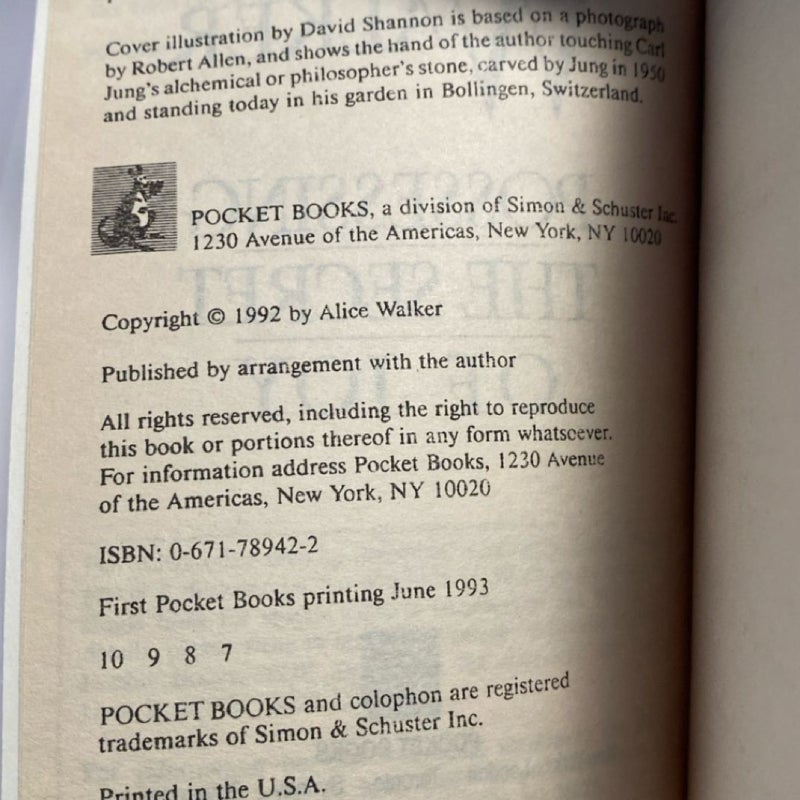 Cover illustration by David Shannon is based on a photograph
by Robert Allen, and shows the hand of the author touching Carl
Jung's alchemical or philosopher's stone, carved by Jung in 1950
and standing today in his garden in Bollingen, Switzerland.
POCKET BOOKS, a division of Simon & Schuster Inc.
1230 Avenue of the Americas, New York, NY 10020
Copyright © 1992 by Alice Walker
Published by arrangement with the author
All rights reserved, including the right to reproduce
this book or portions thereof in any form whatsoever.
For information address Pocket Books, 1230 Avenue
of the Americas, New York, NY 10020
ISBN: 0-671-78942-2
First Pocket Books printing June 1993
10 9 8 7
POCKET BOOKS and colophon are registered
trademarks of Simon & Schuster Inc.
Printed in the U.S.A.